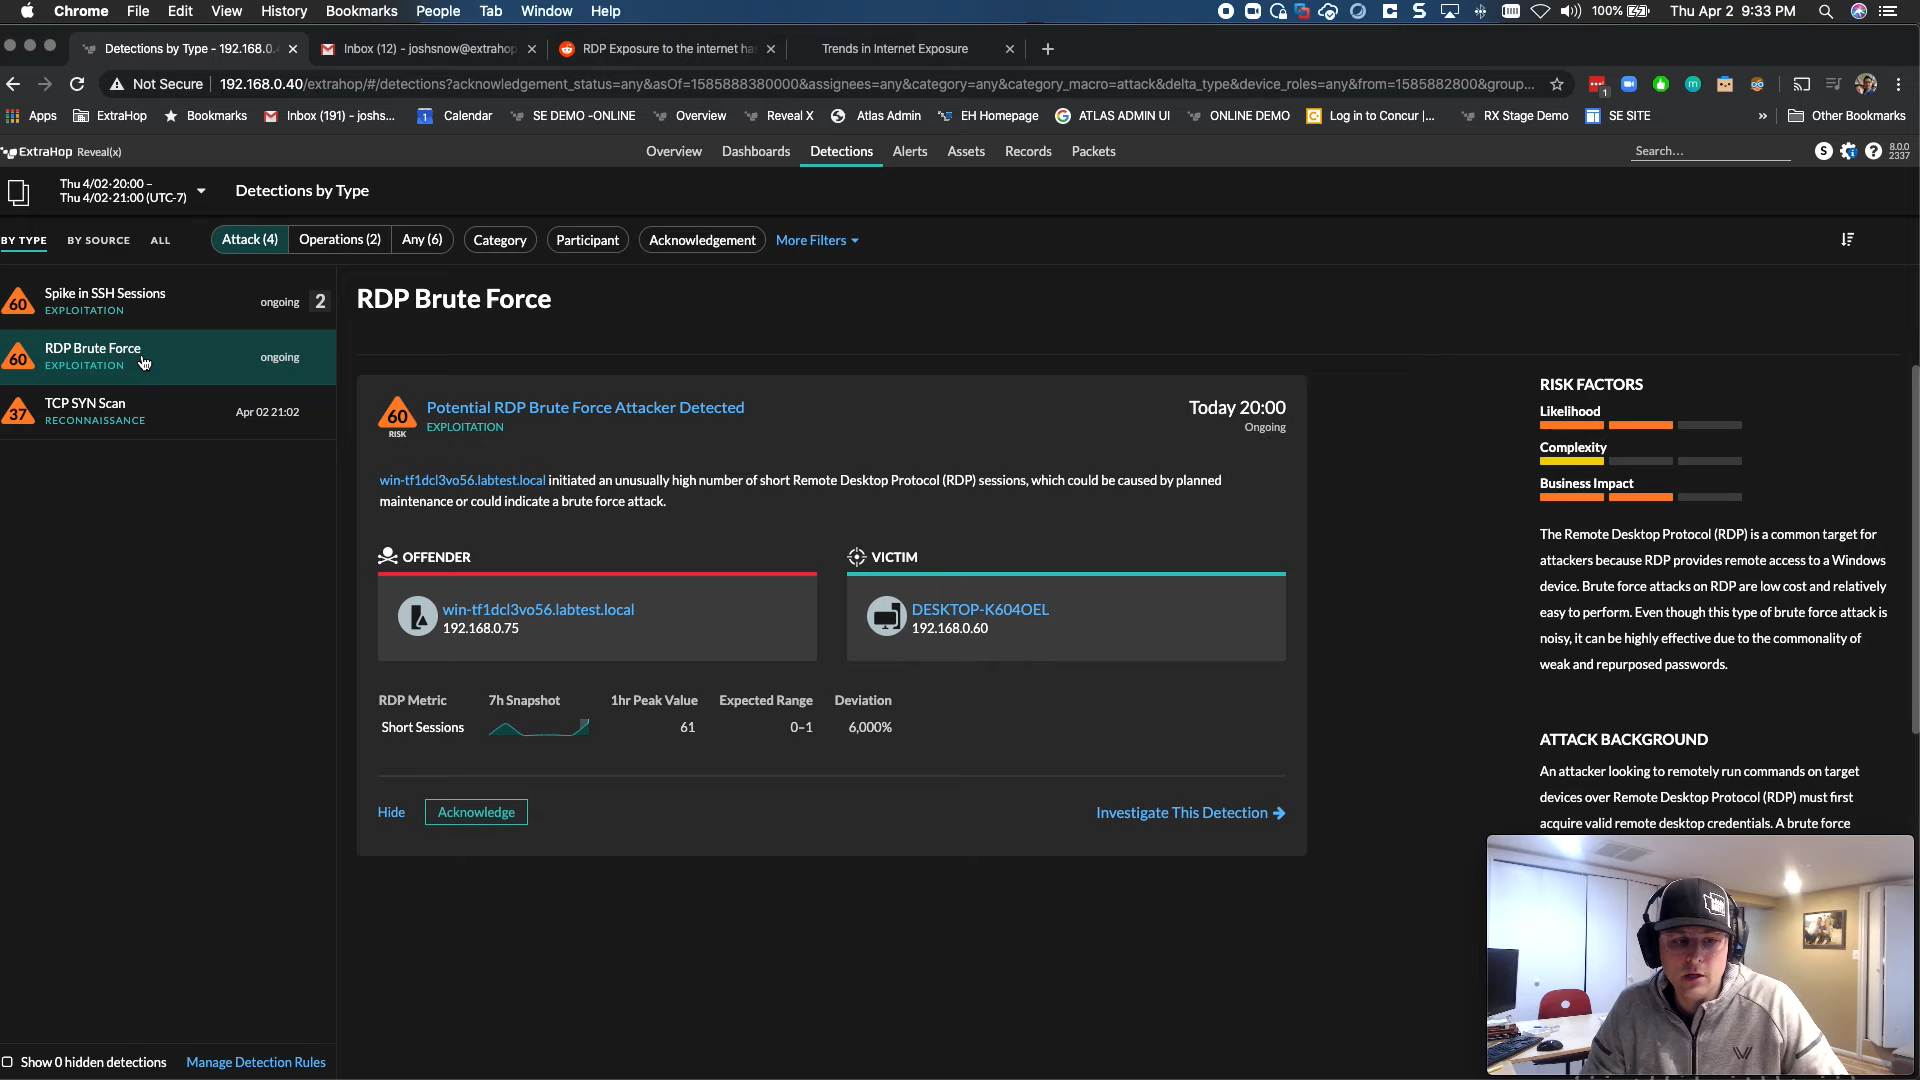 Chrome File Edit View History Bookmarks People Tab Window Help 100% Thu Apr 2 9:33 PM
Detections by Type - 192.168.0. Inbox (12) - joshsnow@extrahop RDP Exposure to the internet ha Trends in Internet Exposure
Not Secure 192.168.0.40/extrahop/#/detections?acknowledgement_status=any&asOf=1585888380000&assignees=any&category=any&category_macro=attack&delta_type&device_roles=any&from=1585882800&group... 1
Apps ExtraHop Bookmarks Inbox (191) - joshs... 1 Calendar SE DEMO -ONLINE Overview Reveal X Atlas Admin EH Homepage ATLAS ADMIN UI ONLINE DEMO Log in to Concur |... RX Stage Demo SE SITE » Other Bookmarks
ExtraHop Reveal(x) Overview Dashboards Detections Alerts Assets Records Packets Search... S ? 8.0.0
2337
Thu 4/02·20:00 –
Thu 4/02·21:00 (UTC-7)
Detections by Type
BY TYPE BY SOURCE ALL Attack (4) Operations (2) Any (6) Category Participant Acknowledgement More Filters
60 Spike in SSH Sessions ongoing 2
EXPLOITATION
60 RDP Brute Force ongoing
EXPLOITATION
37 TCP SYN Scan Apr 02 21:02
RECONNAISSANCE
Show 0 hidden detections Manage Detection Rules
RDP Brute Force
60 Potential RDP Brute Force Attacker Detected Today 20:00
RISK EXPLOITATION Ongoing
win-tf1dcl3vo56.labtest.local initiated an unusually high number of short Remote Desktop Protocol (RDP) sessions, which could be caused by planned
maintenance or could indicate a brute force attack.
OFFENDER VICTIM
win-tf1dcl3vo56.labtest.local
192.168.0.75
DESKTOP-K604OEL
192.168.0.60
RDP Metric 7h Snapshot 1hr Peak Value Expected Range Deviation
Short Sessions 61 0–1 6,000%
Hide Acknowledge Investigate This Detection
RISK FACTORS
Likelihood
Complexity
Business Impact
The Remote Desktop Protocol (RDP) is a common target for
attackers because RDP provides remote access to a Windows
device. Brute force attacks on RDP are low cost and relatively
easy to perform. Even though this type of brute force attack is
noisy, it can be highly effective due to the commonality of
weak and repurposed passwords.
ATTACK BACKGROUND
An attacker looking to remotely run commands on target
devices over Remote Desktop Protocol (RDP) must first
acquire valid remote desktop credentials. A brute force